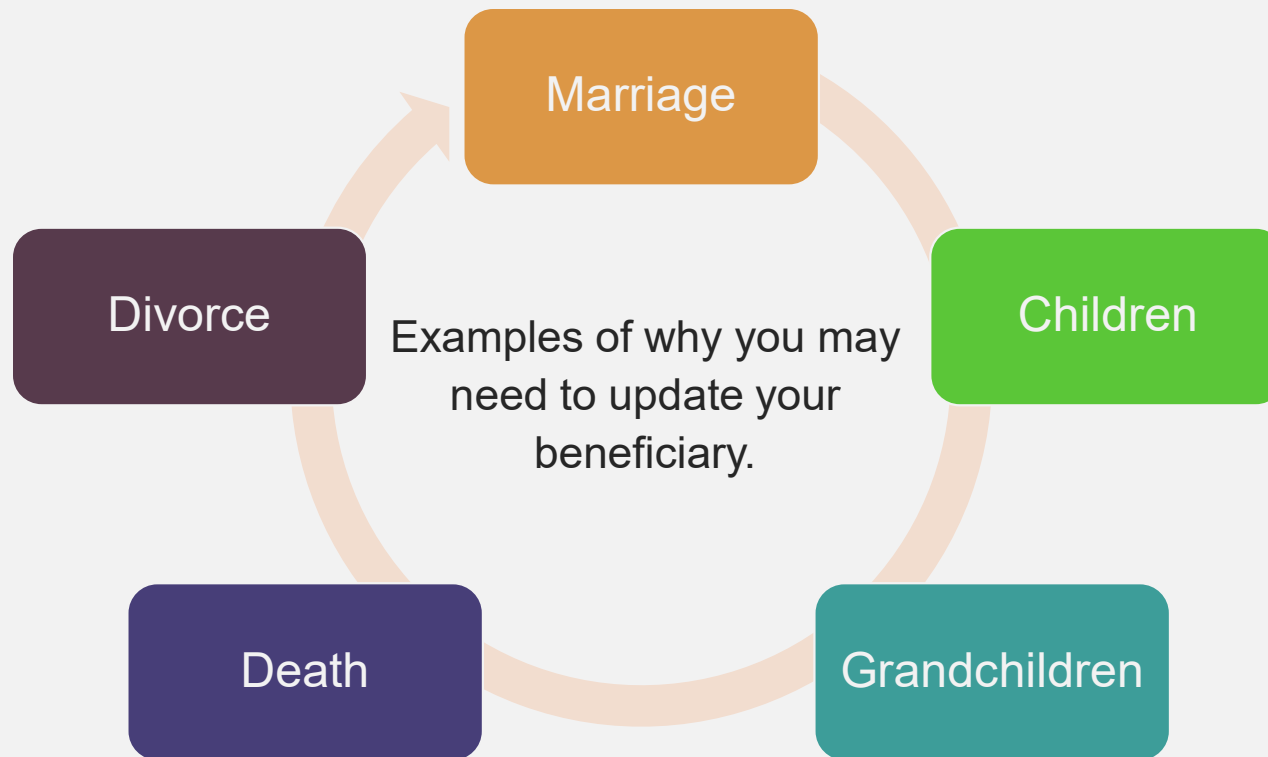 Marriage
Children
Grandchildren
Death
Divorce
Examples of why you may
need to update your
beneficiary.